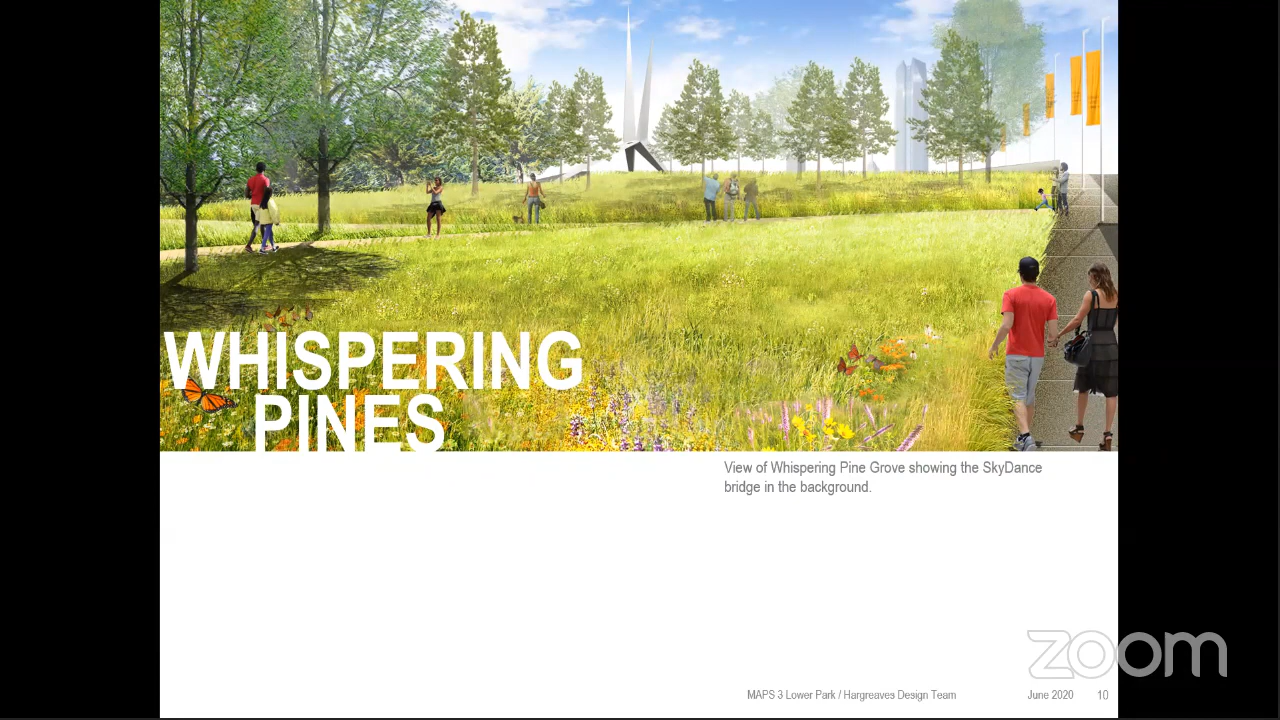 WHISPERING
PINES
View of Whispering Pine Grove showing the SkyDance
bridge in the background.
zoom
MAPS 3 Lower Park / Hargreaves Design Team June 2020 10